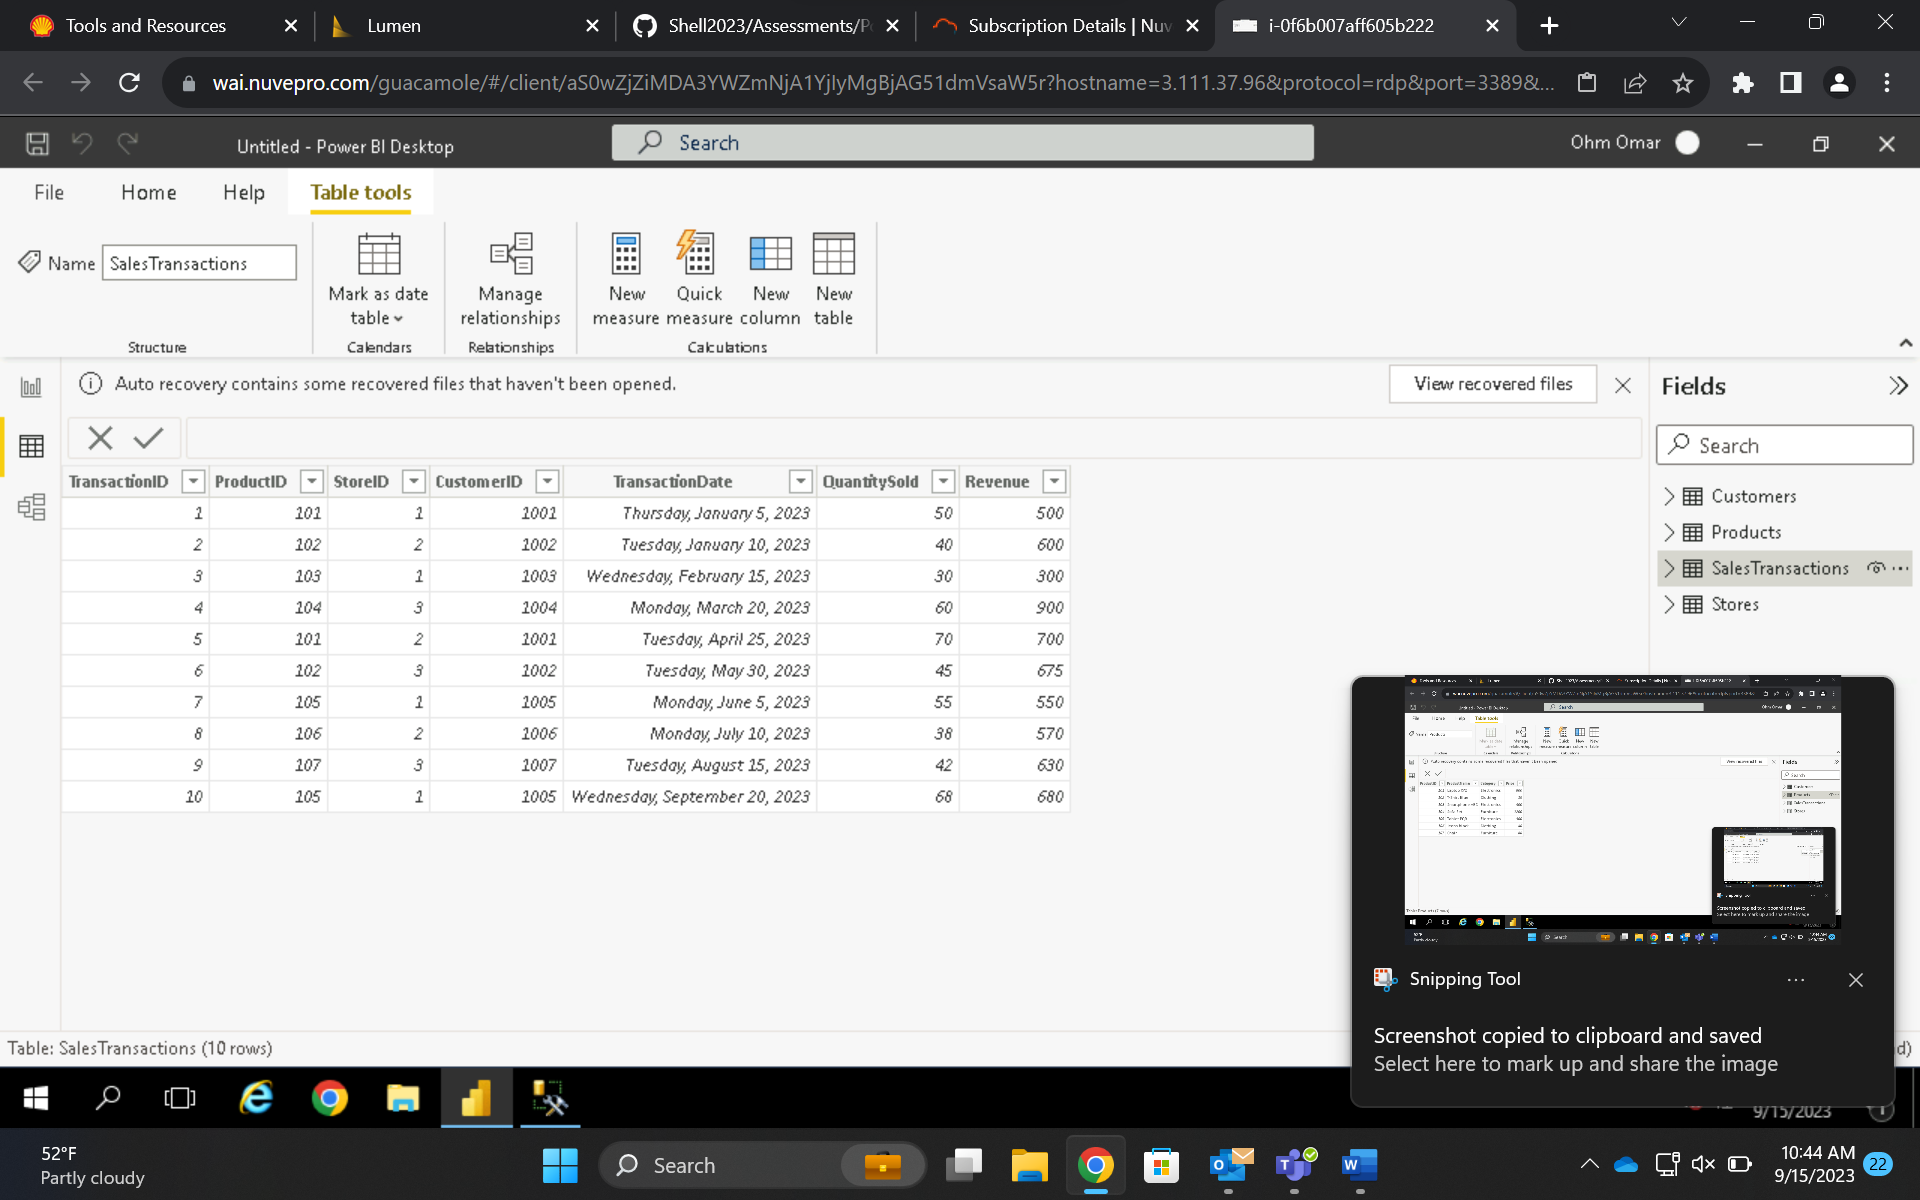 Tools and Resources
Lumen
Shell2023/Assessments/P
Subscription Details | Nuv
i-0f6b007aff605b222
wai.nuvepro.com/guacamole/#/client/aS0wZjZiMDA3YWZmNjA1YjIyMgBjAG51dmVsaW5r?hostname=3.111.37.96&protocol=rdp&port=3389&...
Untitled - Power BI Desktop
Search
Ohm Omar
File Home Help Table tools
Name SalesTransactions
Mark as date table
Manage relationships
New measure
Quick measure
New column
New table
Structure
Calendars
Relationships
Calculations
Auto recovery contains some recovered files that haven't been opened.
View recovered files
Fields
Search
Customers
Products
SalesTransactions
Stores
TransactionID ProductID StoreID CustomerID TransactionDate QuantitySold Revenue
1 101 1 1001 Thursday, January 5, 2023 50 500
2 102 2 1002 Tuesday, January 10, 2023 40 600
3 103 1 1003 Wednesday, February 15, 2023 30 300
4 104 3 1004 Monday, March 20, 2023 60 900
5 101 2 1001 Tuesday, April 25, 2023 70 700
6 102 3 1002 Tuesday, May 30, 2023 45 675
7 105 1 1005 Monday, June 5, 2023 55 550
8 106 2 1006 Monday, July 10, 2023 38 570
9 107 3 1007 Tuesday, August 15, 2023 42 630
10 105 1 1005 Wednesday, September 20, 2023 68 680
Snipping Tool
Screenshot copied to clipboard and saved
Select here to mark up and share the image
Table: SalesTransactions (10 rows)
d)
9/15/2023
52°F
Partly cloudy
Search
10:44 AM
9/15/2023
22